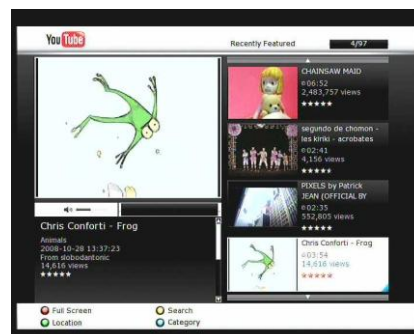 YouTube
Recently Featured 4/97
CHAINSAW MAID
06:52
2,483,757 views
segundo de chomon -
les kiriki - acrobates
02:41
4,156 views
PIXELS by Patrick
JEAN (OFFICIAL BY
02:35
552,805 views
Chris Conforti - Frog
03:54
14,616 views
Chris Conforti - Frog
Animals
2008-10-28 13:37:23
From slobodantonic
14,616 views
Full Screen
Search
Location
Category